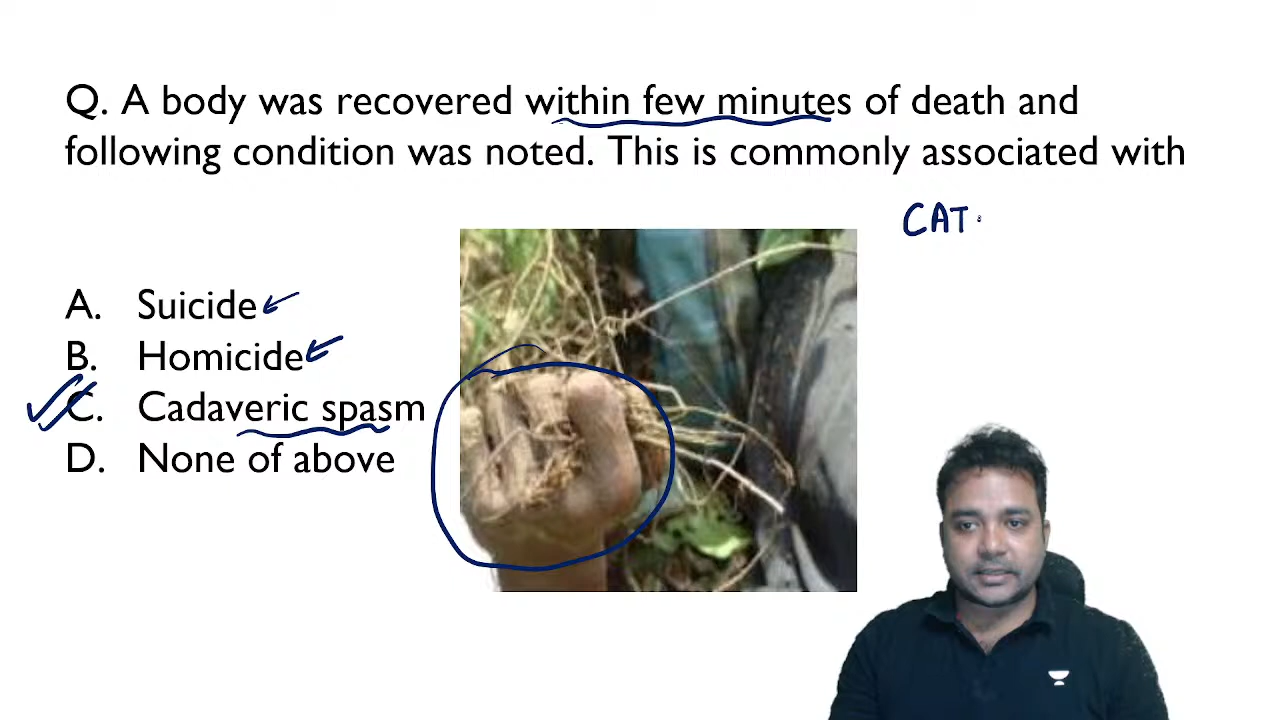 Q. A body was recovered within few minutes of death and
following condition was noted. This is commonly associated with
CAT
A. Suicide
B. Homicide
C. Cadaveric spasm
D. None of above